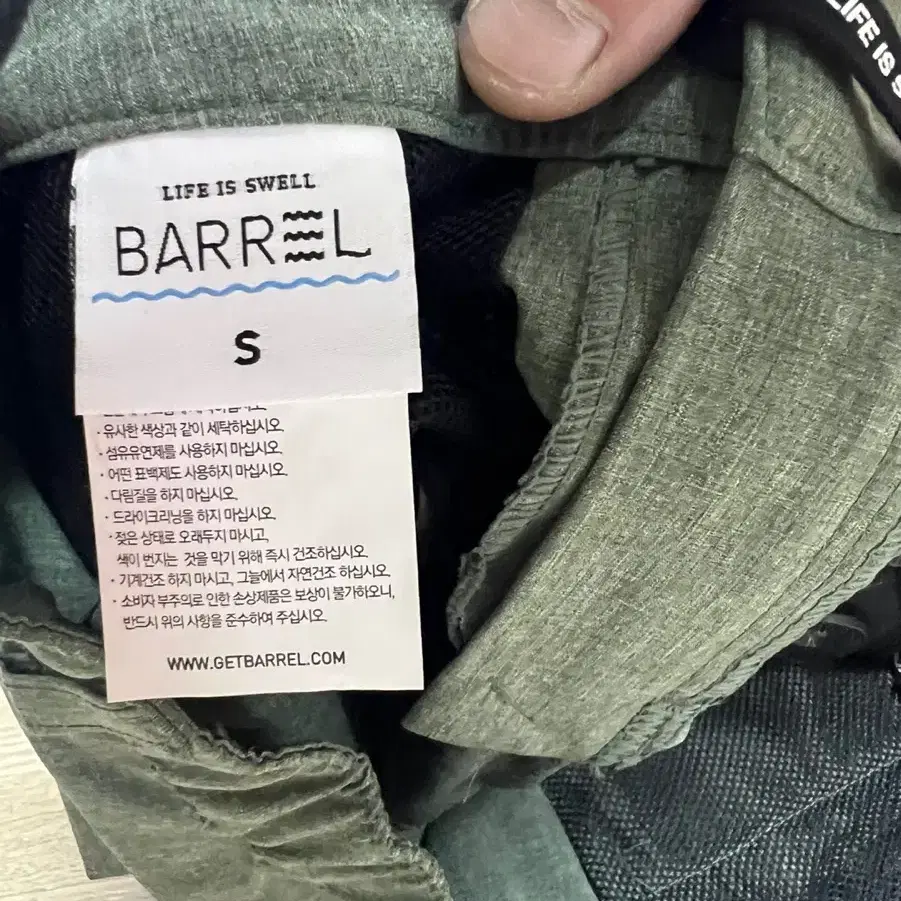 LIFE IS S
LIFE IS SWELL
BARREL
S
· 유사한 색상과 같이 세탁하십시오.
· 섬유유연제를 사용하지 마십시오.
· 어떤 표백제도 사용하지 마십시오.
· 다림질을 하지 마십시오.
· 드라이크리닝을 하지 마십시오.
· 젖은 상태로 오래두지 마시고,
색이 번지는 것을 막기 위해 즉시 건조하십시오.
· 기계건조 하지 마시고, 그늘에서 자연건조 하십시오.
· 소비자 부주의로 인한 손상제품은 보상이 불가하오니,
반드시 위의 사항을 준수하여 주십시오.
WWW.GETBARREL.COM